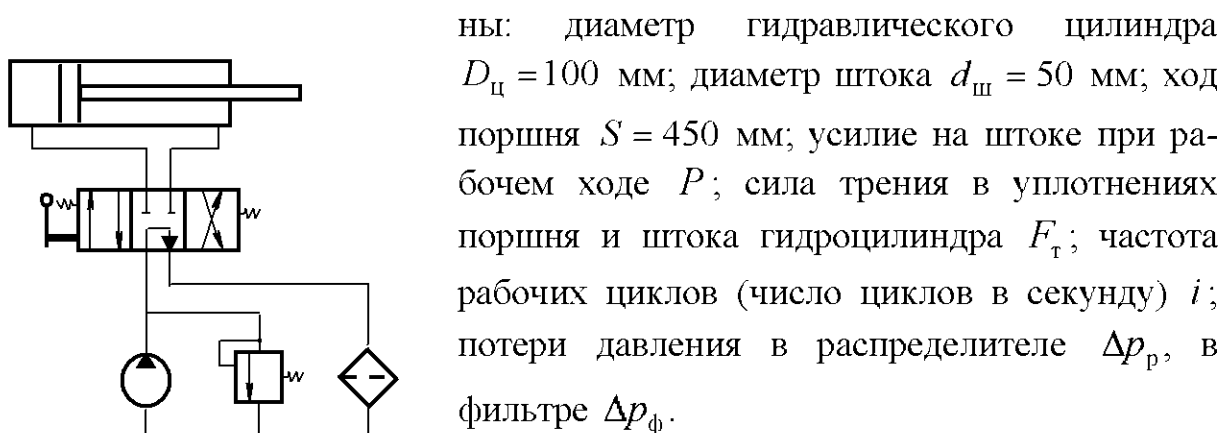 ны: диаметр гидравлического цилиндра
D_ц = 100 мм; диаметр штока d_ш = 50 мм; ход
поршня S = 450 мм; усилие на штоке при ра-
бочем ходе P; сила трения в уплотнениях
поршня и штока гидроцилиндра F_т; частота
рабочих циклов (число циклов в секунду) i;
потери давления в распределителе Δp_р, в
фильтре Δp_ф.